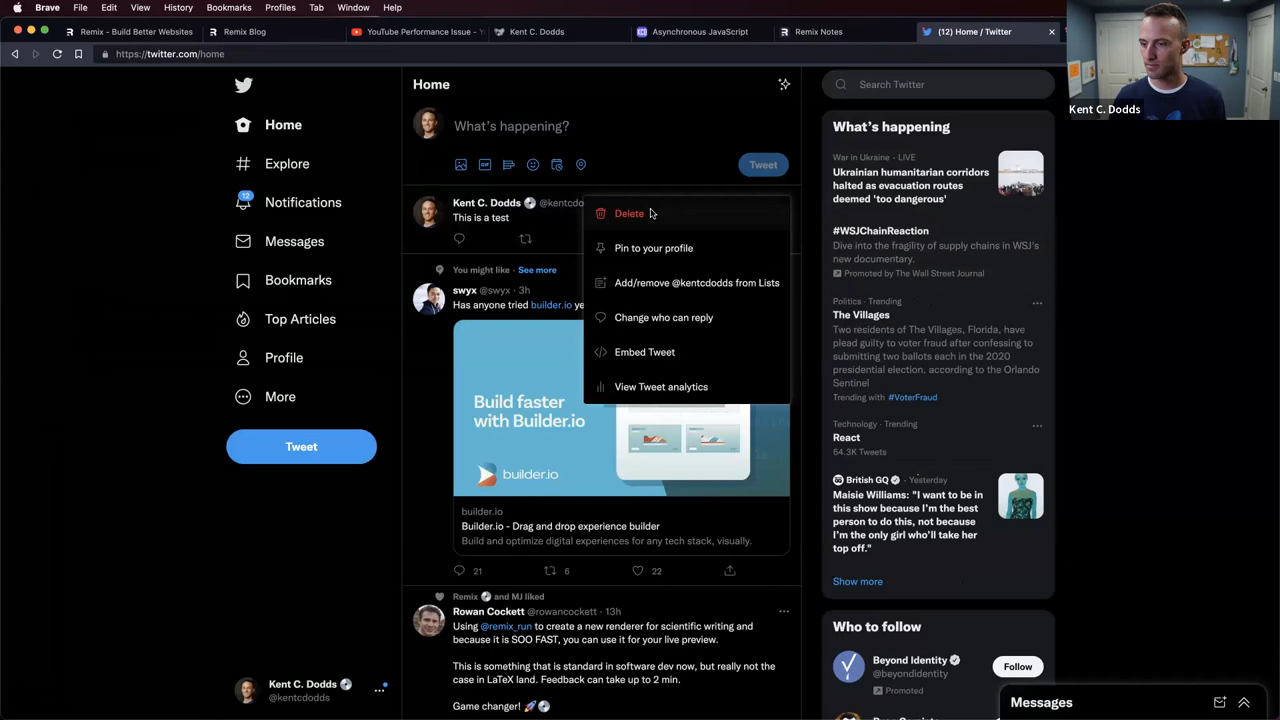 Brave File Edit View History Bookmarks Profiles Tab Window Help
Remix - Build Better Websites
Remix Blog
YouTube Performance Issue - Y
Kent C. Dodds
Asynchronous JavaScript
Remix Notes
(12) Home / Twitter
https://twitter.com/home
Kent C. Dodds
Home
12
Explore
Notifications
Messages
Bookmarks
Top Articles
Profile
More
Tweet
Kent C. Dodds
@kentcdodds
Home
What's happening?
GIF
Tweet
Kent C. Dodds @kentcdo
This is a test
Delete
Pin to your profile
Add/remove @kentcdodds from Lists
Change who can reply
Embed Tweet
View Tweet analytics
You might like · See more
swyx @swyx · 3h
Has anyone tried builder.io ye
Build faster
with Builder.io
builder.io
builder.io
Builder.io - Drag and drop experience builder
Build and optimize digital experiences for any tech stack, visually.
21 6 22
Remix and MJ liked
Rowan Cockett @rowancockett · 13h
Using @remix_run to create a new renderer for scientific writing and
because it is SOO FAST, you can use it for your live preview.
This is something that is standard in software dev now, but really not the
case in LaTeX land. Feedback can take up to 2 min.
Game changer! 🚀💿
Search Twitter
What's happening
War in Ukraine · LIVE
Ukrainian humanitarian corridors
halted as evacuation routes
deemed 'too dangerous'
#WSJChainReaction
Dive into the fragility of supply chains in WSJ's
new documentary.
Promoted by The Wall Street Journal
Politics · Trending
The Villages
Two residents of The Villages, Florida, have
plead guilty to voter fraud after confessing to
submitting two ballots each in the 2020
presidential election. according to the Orlando
Sentinel
Trending with #VoterFraud
Technology · Trending
React
64.3K Tweets
British GQ · Yesterday
Maisie Williams: "I want to be in
this show because I'm the best
person to do this, not because
I'm the only girl who'll take her
top off."
Show more
Who to follow
Beyond Identity
@beyondidentity
Promoted
Follow
Messages